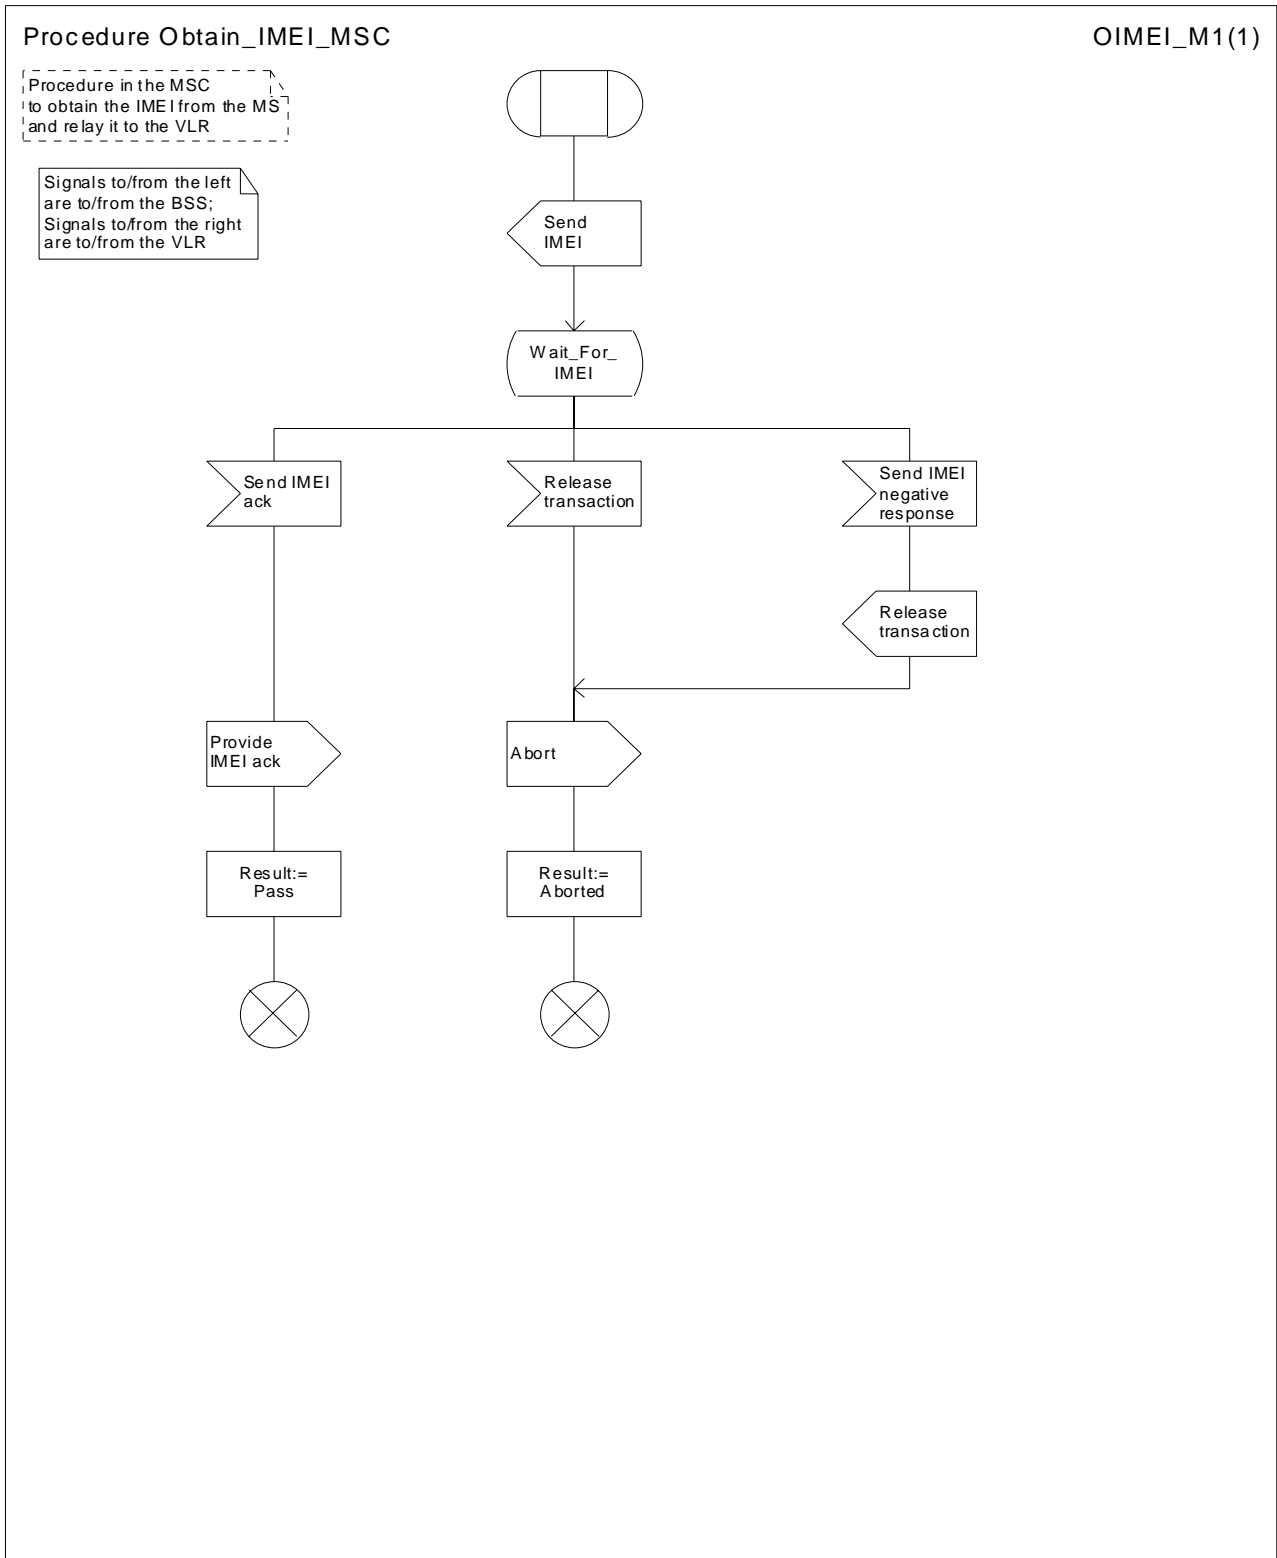 Procedure Obtain_IMEI_MSC
OIMEI_M1(1)
Procedure in the MSC
to obtain the IMEI from the MS
and relay it to the VLR
Signals to/from the left
are to/from the BSS;
Signals to/from the right
are to/from the VLR
Send
IMEI
Wait_For_
IMEI
Send IMEI
ack
Release
transaction
Send IMEI
negative
response
Release
transaction
Provide
IMEI ack
Abort
Result:=
Pass
Result:=
Aborted